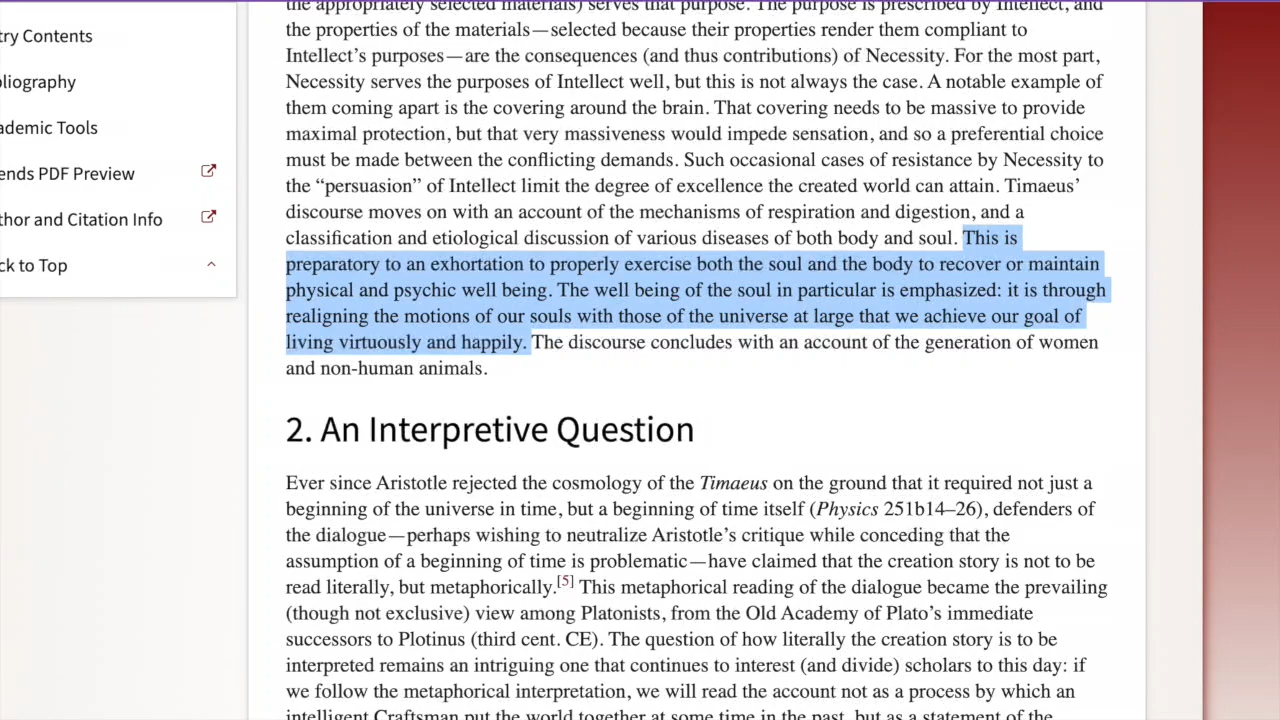 try Contents
liography
ademic Tools
ends PDF Preview
thor and Citation Info
ck to Top
the appropriately selected materials) serves that purpose. The purpose is prescribed by Intellect, and
the properties of the materials—selected because their properties render them compliant to
Intellect’s purposes—are the consequences (and thus contributions) of Necessity. For the most part,
Necessity serves the purposes of Intellect well, but this is not always the case. A notable example of
them coming apart is the covering around the brain. That covering needs to be massive to provide
maximal protection, but that very massiveness would impede sensation, and so a preferential choice
must be made between the conflicting demands. Such occasional cases of resistance by Necessity to
the “persuasion” of Intellect limit the degree of excellence the created world can attain. Timaeus’
discourse moves on with an account of the mechanisms of respiration and digestion, and a
classification and etiological discussion of various diseases of both body and soul. This is
preparatory to an exhortation to properly exercise both the soul and the body to recover or maintain
physical and psychic well being. The well being of the soul in particular is emphasized: it is through
realigning the motions of our souls with those of the universe at large that we achieve our goal of
living virtuously and happily. The discourse concludes with an account of the generation of women
and non-human animals.
2. An Interpretive Question
Ever since Aristotle rejected the cosmology of the Timaeus on the ground that it required not just a
beginning of the universe in time, but a beginning of time itself (Physics 251b14–26), defenders of
the dialogue—perhaps wishing to neutralize Aristotle’s critique while conceding that the
assumption of a beginning of time is problematic—have claimed that the creation story is not to be
read literally, but metaphorically.[5] This metaphorical reading of the dialogue became the prevailing
(though not exclusive) view among Platonists, from the Old Academy of Plato’s immediate
successors to Plotinus (third cent. CE). The question of how literally the creation story is to be
interpreted remains an intriguing one that continues to interest (and divide) scholars to this day: if
we follow the metaphorical interpretation, we will read the account not as a process by which an
intelligent Craftsman put the world together at some time in the past, but as a statement of the